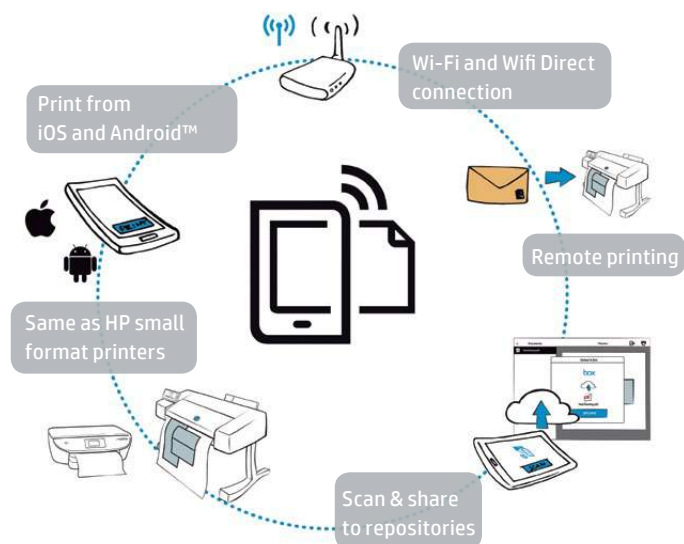 Wi-Fi and Wifi Direct
connection
Print from
iOS and Android™
Remote printing
Same as HP small
format printers
box
Scan & share
to repositories